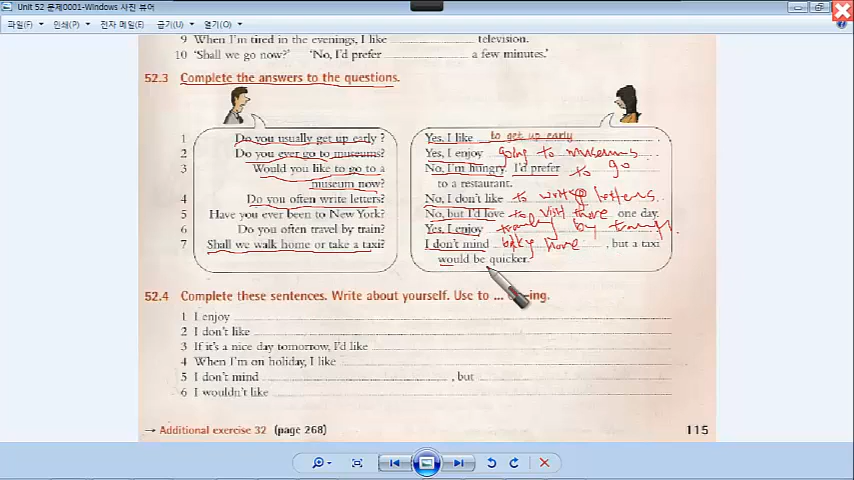 Unit 52 문제0001-Windows 사진 뷰어
파일(F) 인쇄(P) 전자 메일(E) 굽기(U) 열기(O)
9 When I'm tired in the evenings, I like television.
10 'Shall we go now?' 'No, I'd prefer a few minutes.'
52.3 Complete the answers to the questions.
1 Do you usually get up early ? Yes, I like to get up early
2 Do you ever go to museums? Yes, I enjoy going to museums
3 Would you like to go to a museum now? No, I'm hungry. I'd prefer to go to a restaurant.
4 Do you often write letters? No, I don't like to write letters
5 Have you ever been to New York? No, but I'd love to visit there one day.
6 Do you often travel by train? Yes, I enjoy by
7 Shall we walk home or take a taxi? I don't mind home , but a taxi would be quicker.
52.4 Complete these sentences. Write about yourself. Use to ... -ing.
1 I enjoy
2 I don't like
3 If it's a nice day tomorrow, I'd like
4 When I'm on holiday, I like
5 I don't mind , but
6 I wouldn't like
→ Additional exercise 32 (page 268) 115